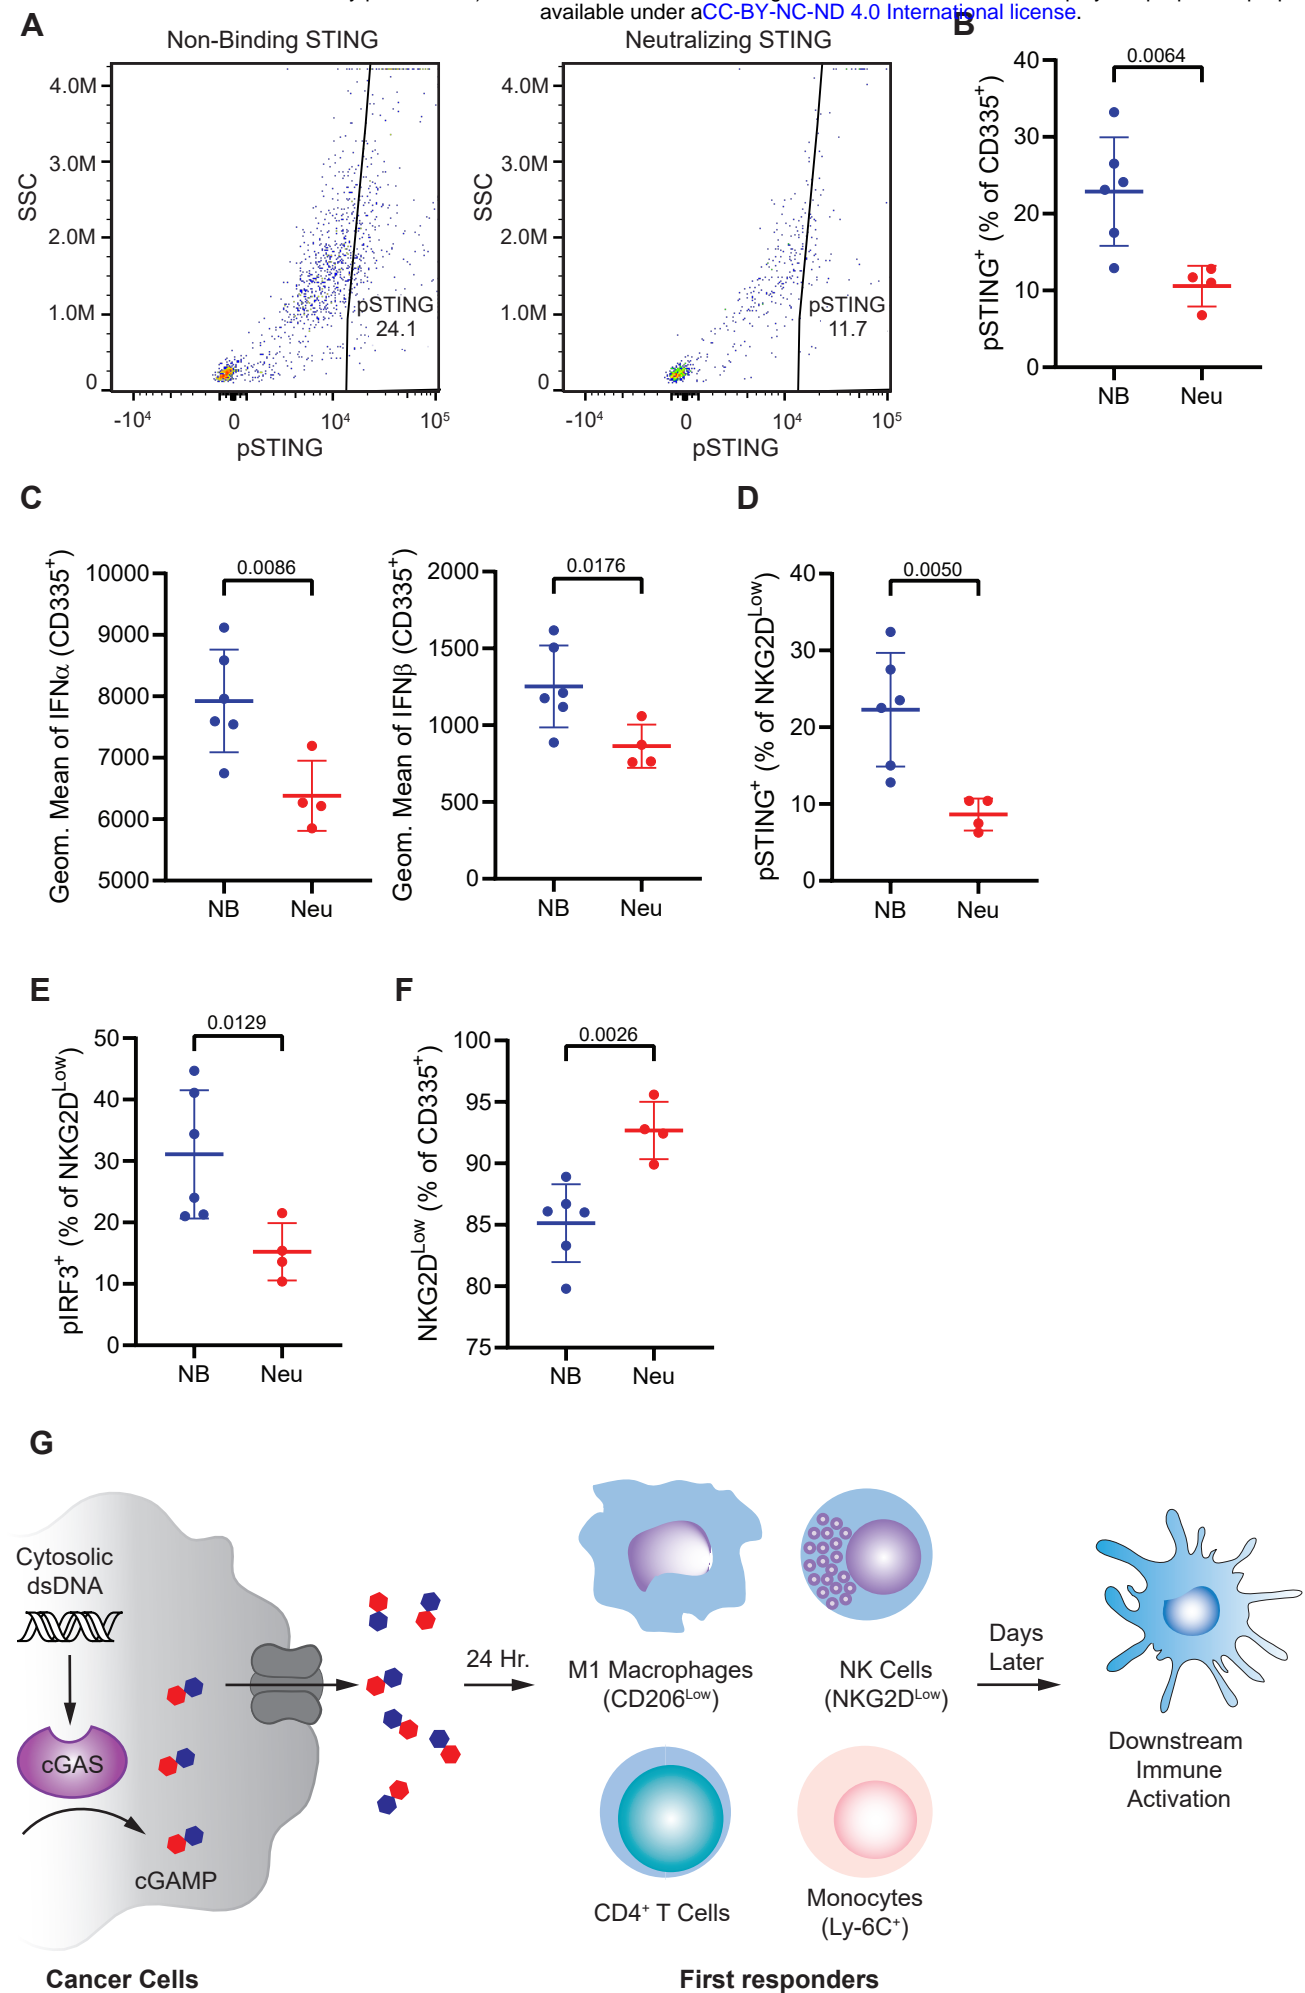 available under aCC-BY-NC-ND 4.0 International license.
A
Non-Binding STING
Neutralizing STING
SSC
4.0M
3.0M
2.0M
1.0M
0
pSTING
24.1
-10⁴
0
10⁴
10⁵
pSTING
SSC
4.0M
3.0M
2.0M
1.0M
0
pSTING
11.7
-10⁴
0
10⁴
10⁵
pSTING
B
pSTING⁺ (% of CD335⁺)
40
30
20
10
0
0.0064
NB
Neu
C
Geom. Mean of IFNα (CD335⁺)
10000
9000
8000
7000
6000
5000
0.0086
NB
Neu
Geom. Mean of IFNβ (CD335⁺)
2000
1500
1000
500
0
0.0176
NB
Neu
D
pSTING⁺ (% of NKG2D^Low)
40
30
20
10
0
0.0050
NB
Neu
E
pIRF3⁺ (% of NKG2D^Low)
50
40
30
20
10
0
0.0129
NB
Neu
F
NKG2D^Low (% of CD335⁺)
100
95
90
85
80
75
0.0026
NB
Neu
G
Cytosolic
dsDNA
cGAS
cGAMP
Cancer Cells
24 Hr.
M1 Macrophages
(CD206^Low)
NK Cells
(NKG2D^Low)
CD4⁺ T Cells
Monocytes
(Ly-6C⁺)
First responders
Days
Later
Downstream
Immune
Activation